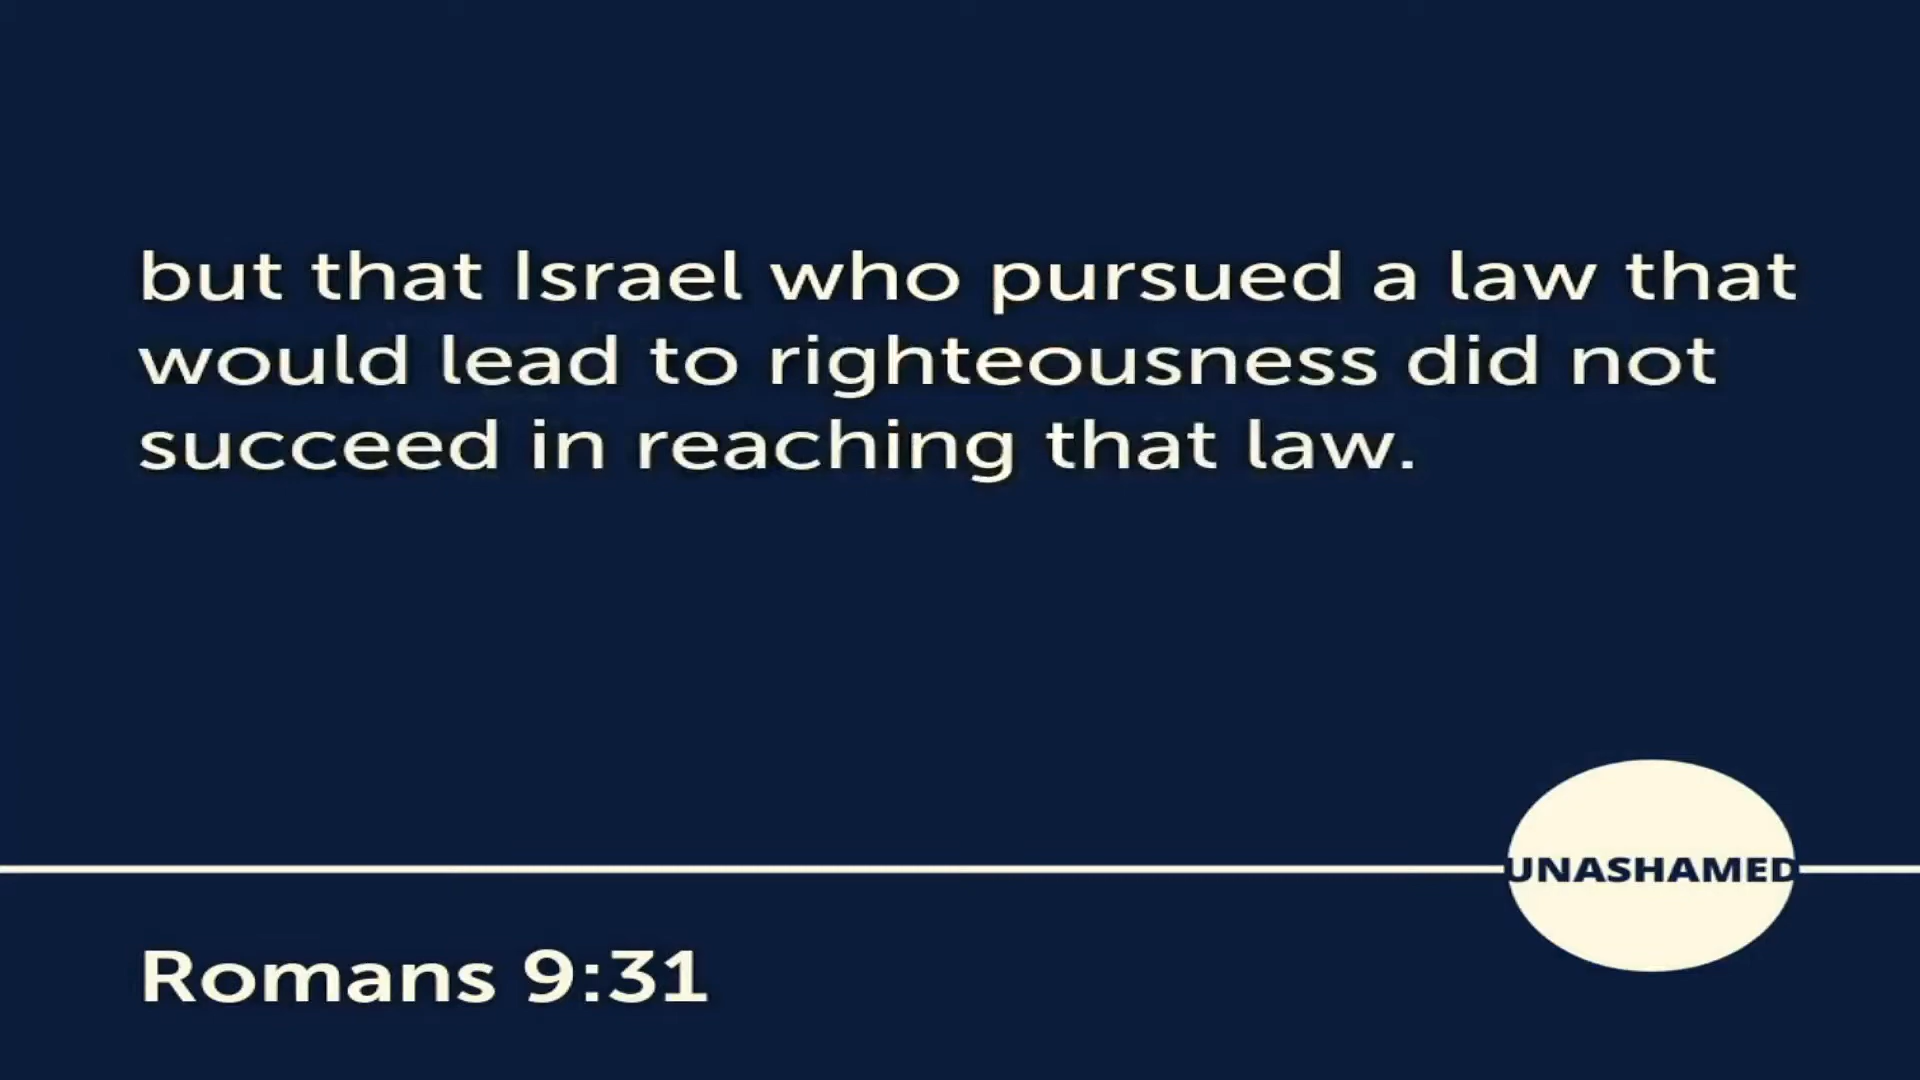 but that Israel who pursued a law that
would lead to righteousness did not
succeed in reaching that law.
UNASHAMED
Romans 9:31